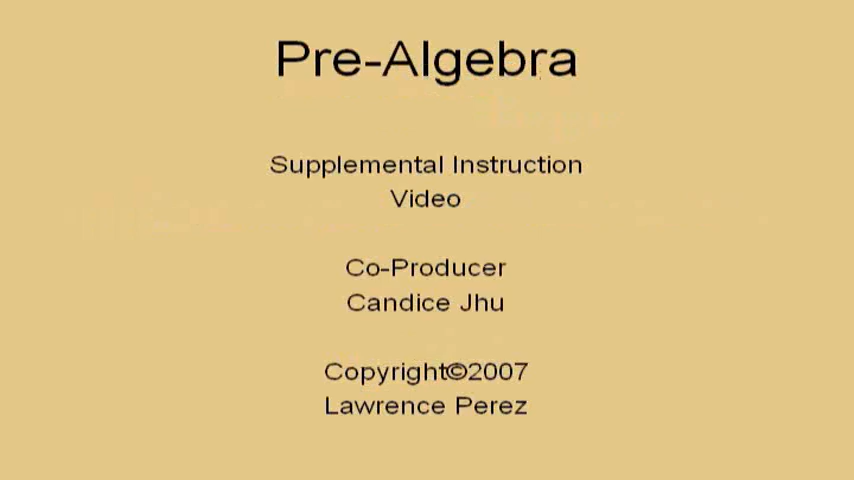 Pre-Algebra
Supplemental Instruction
Video
Co-Producer
Candice Jhu
Copyright©2007
Lawrence Perez